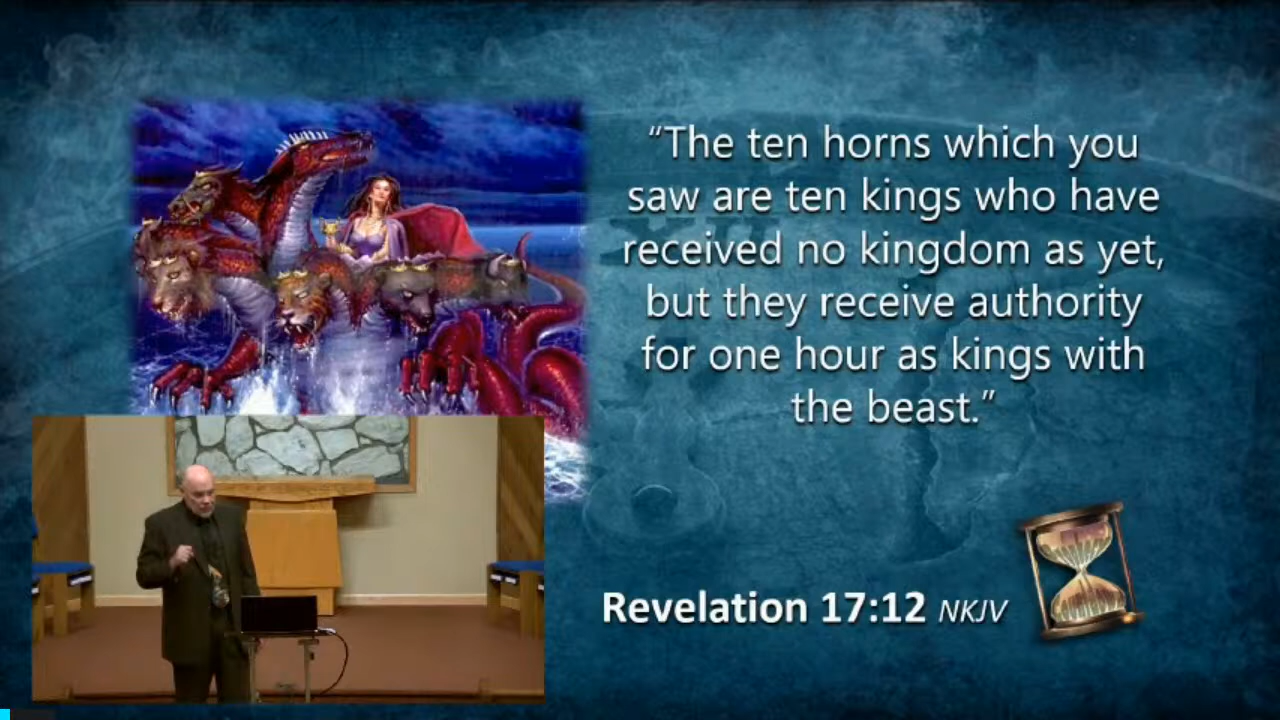 “The ten horns which you
saw are ten kings who have
received no kingdom as yet,
but they receive authority
for one hour as kings with
the beast.”
Revelation 17:12 NKJV